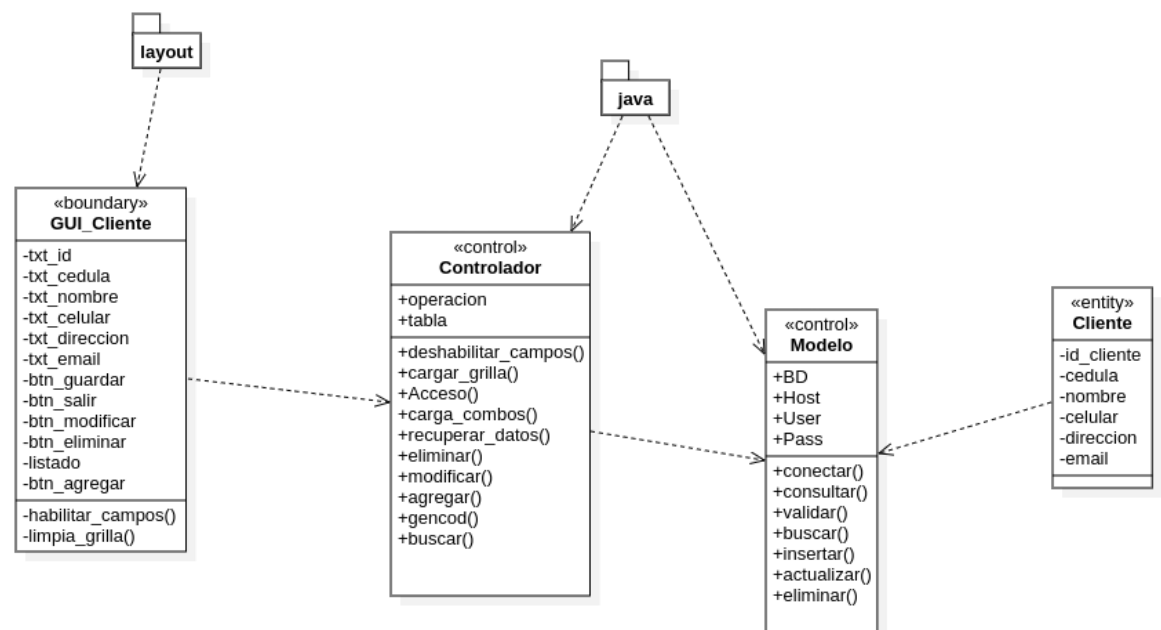 layout
java
«boundary»
GUI_Cliente
-txt_id
-txt_cedula
-txt_nombre
-txt_celular
-txt_direccion
-txt_email
-btn_guardar
-btn_salir
-btn_modificar
-btn_eliminar
-listado
-btn_agregar
-habilitar_campos()
-limpia_grilla()
«control»
Controlador
+operacion
+tabla
+deshabilitar_campos()
+cargar_grilla()
+Acceso()
+carga_combos()
+recuperar_datos()
+eliminar()
+modificar()
+agregar()
+gencod()
+buscar()
«control»
Modelo
+BD
+Host
+User
+Pass
+conectar()
+consultar()
+validar()
+buscar()
+insertar()
+actualizar()
+eliminar()
«entity»
Cliente
-id_cliente
-cedula
-nombre
-celular
-direccion
-email